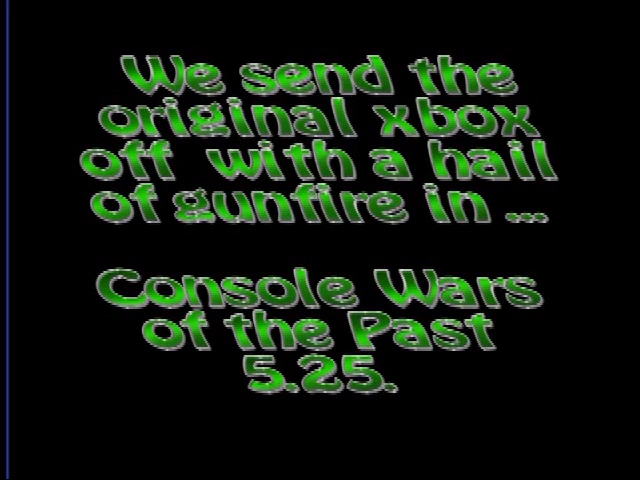 We send the
original xbox
off with a hail
of gunfire in ...
Console Wars
of the Past
5.25.